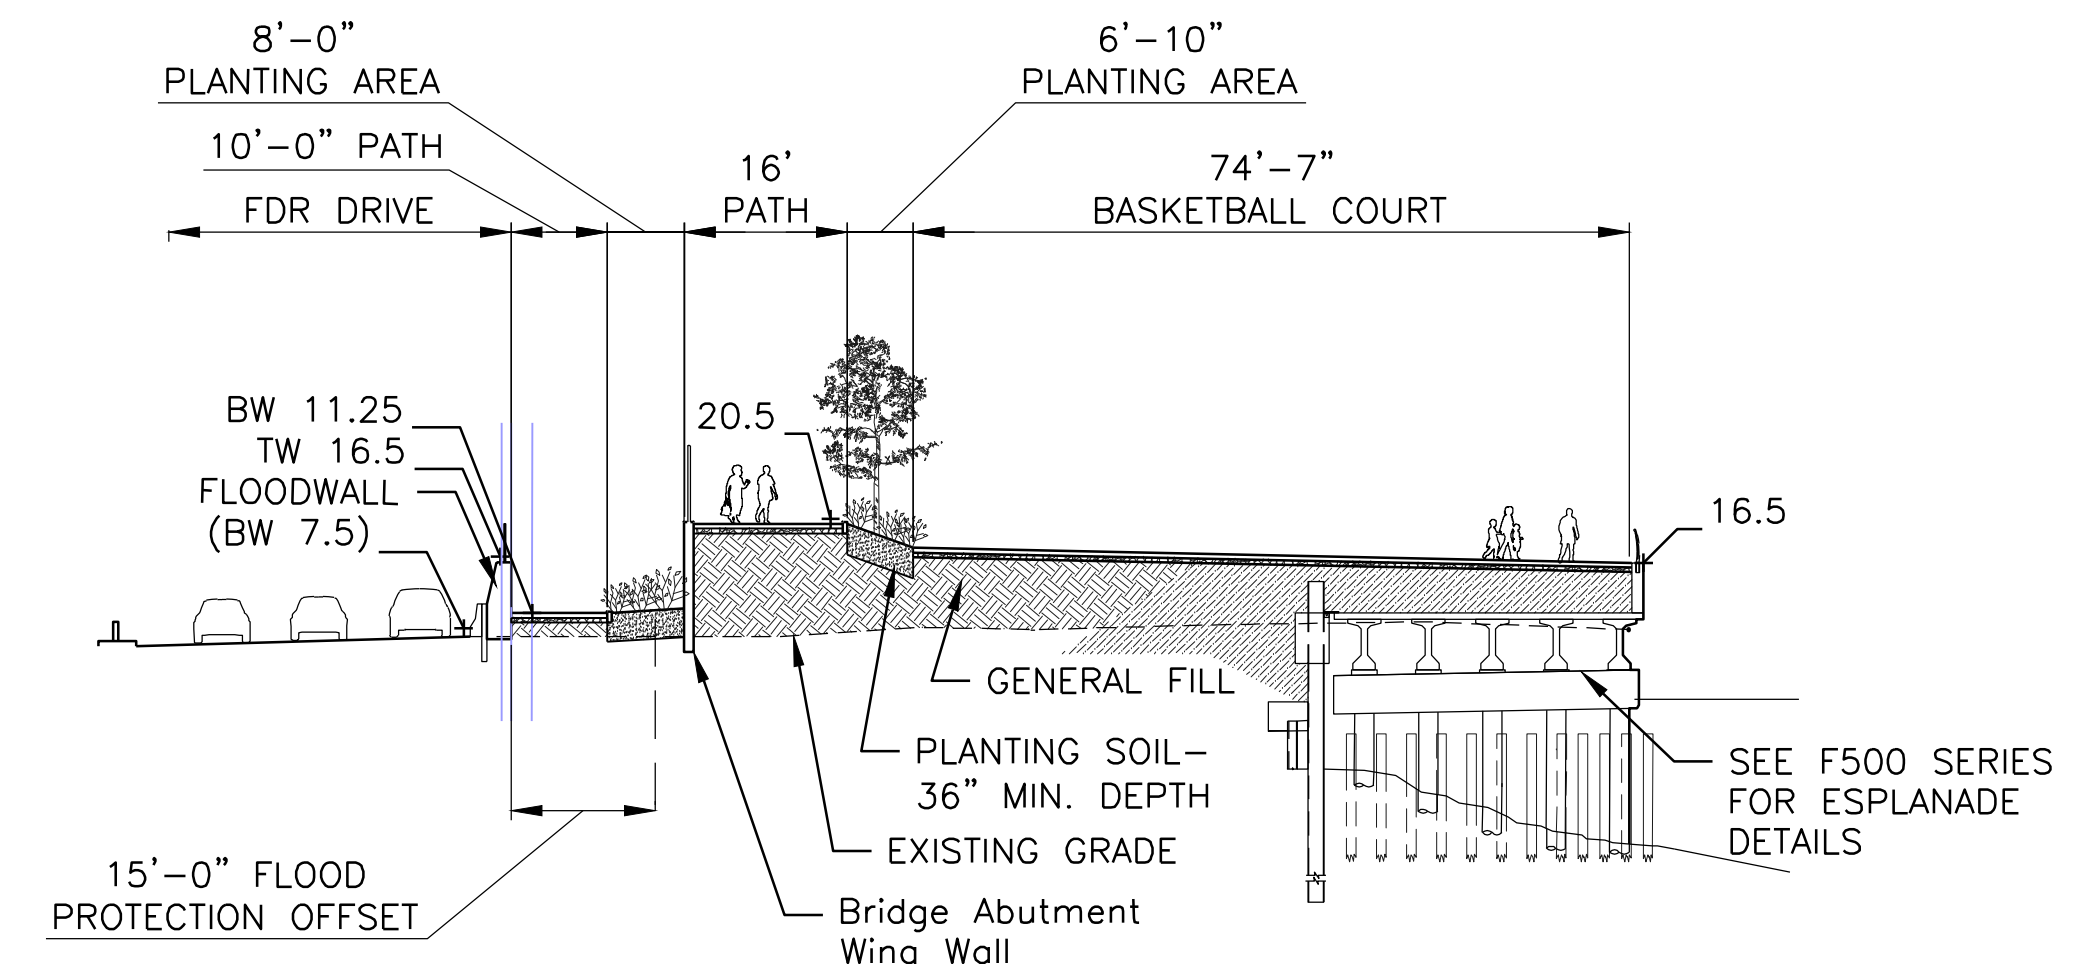 8'-0"
PLANTING AREA
6'-10"
PLANTING AREA
10'-0" PATH
16'
PATH
74'-7"
BASKETBALL COURT
FDR DRIVE
BW 11.25
TW 16.5
FLOODWALL
(BW 7.5)
20.5
16.5
GENERAL FILL
PLANTING SOIL-
36" MIN. DEPTH
EXISTING GRADE
SEE F500 SERIES
FOR ESPLANADE
DETAILS
15'-0" FLOOD
PROTECTION OFFSET
Bridge Abutment
Wing Wall